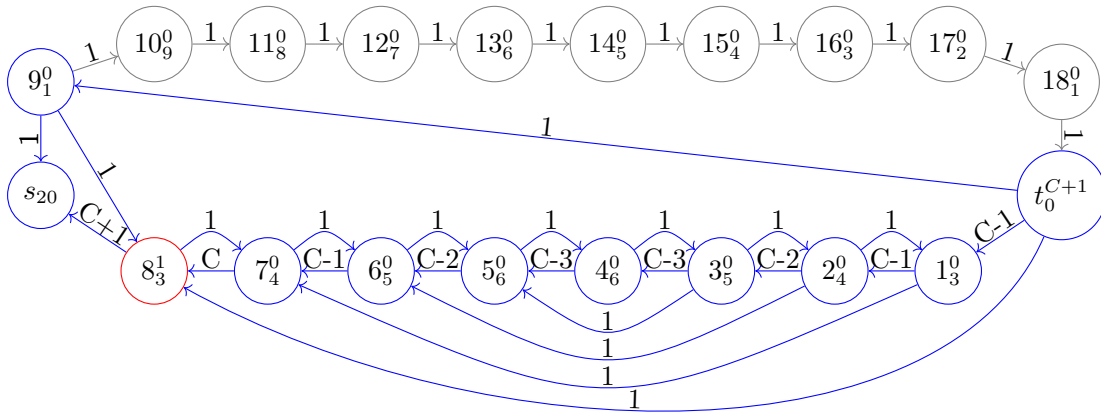 1 1 1 1 1 1 1 1 1
10⁰₉ 11⁰₈ 12⁰₇ 13⁰₆ 14⁰₅ 15⁰₄ 16⁰₃ 17⁰₂
9⁰₁ 18⁰₁
1
1 1 1
s₂₀ t₀^{C+1}
C+1 1 1 1 1 1 1 1 C-1
C C-1 C-2 C-3 C-3 C-2 C-1
8¹₃ 7⁰₄ 6⁰₅ 5⁰₆ 4⁰₆ 3⁰₅ 2⁰₄ 1⁰₃
1
1
1
1